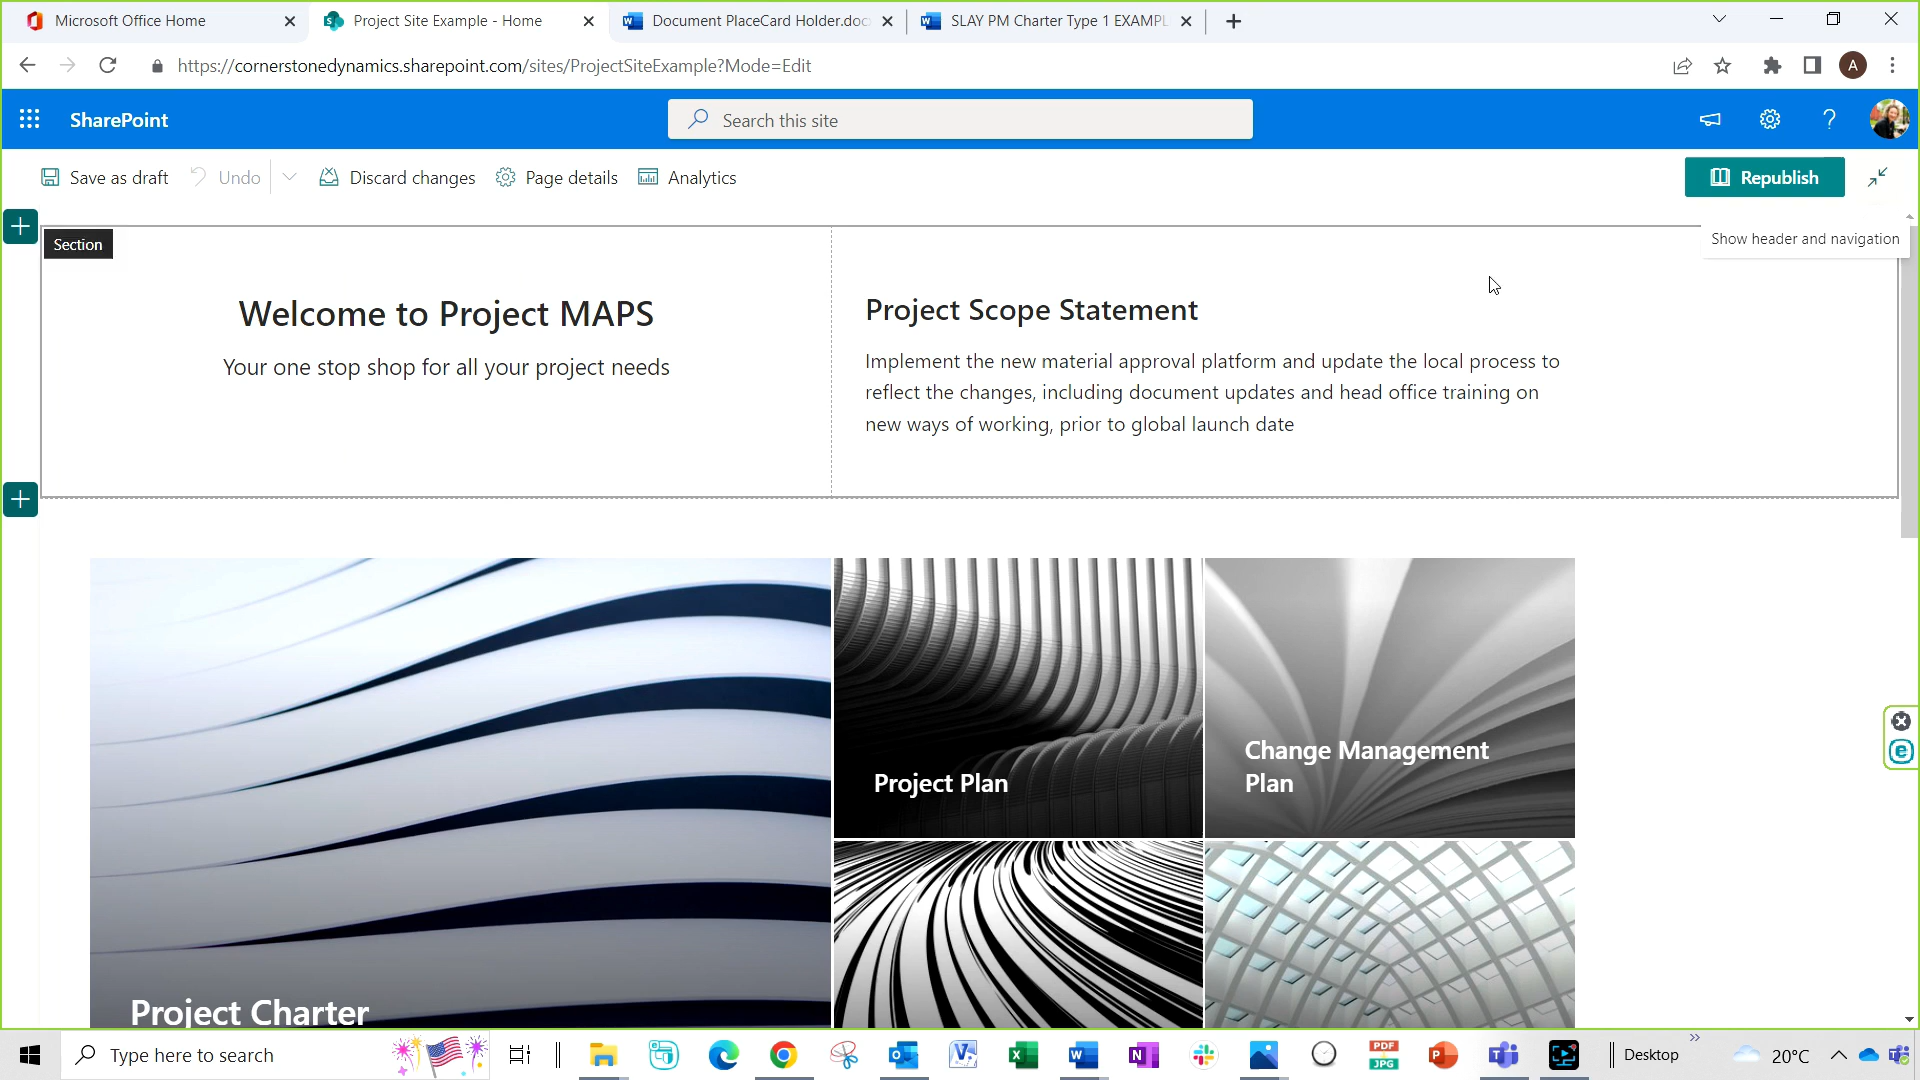 Microsoft Office Home
Project Site Example - Home
Document PlaceCard Holder.doc
SLAY PM Charter Type 1 EXAMPL
https://cornerstonedynamics.sharepoint.com/sites/ProjectSiteExample?Mode=Edit
A
SharePoint
Search this site
Save as draft
Undo
Discard changes
Page details
Analytics
Republish
Show header and navigation
Section
Welcome to Project MAPS
Your one stop shop for all your project needs
Project Scope Statement
Implement the new material approval platform and update the local process to
reflect the changes, including document updates and head office training on
new ways of working, prior to global launch date
Project Charter
Project Plan
Change Management
Plan
Type here to search
PDF
JPG
Desktop
20°C